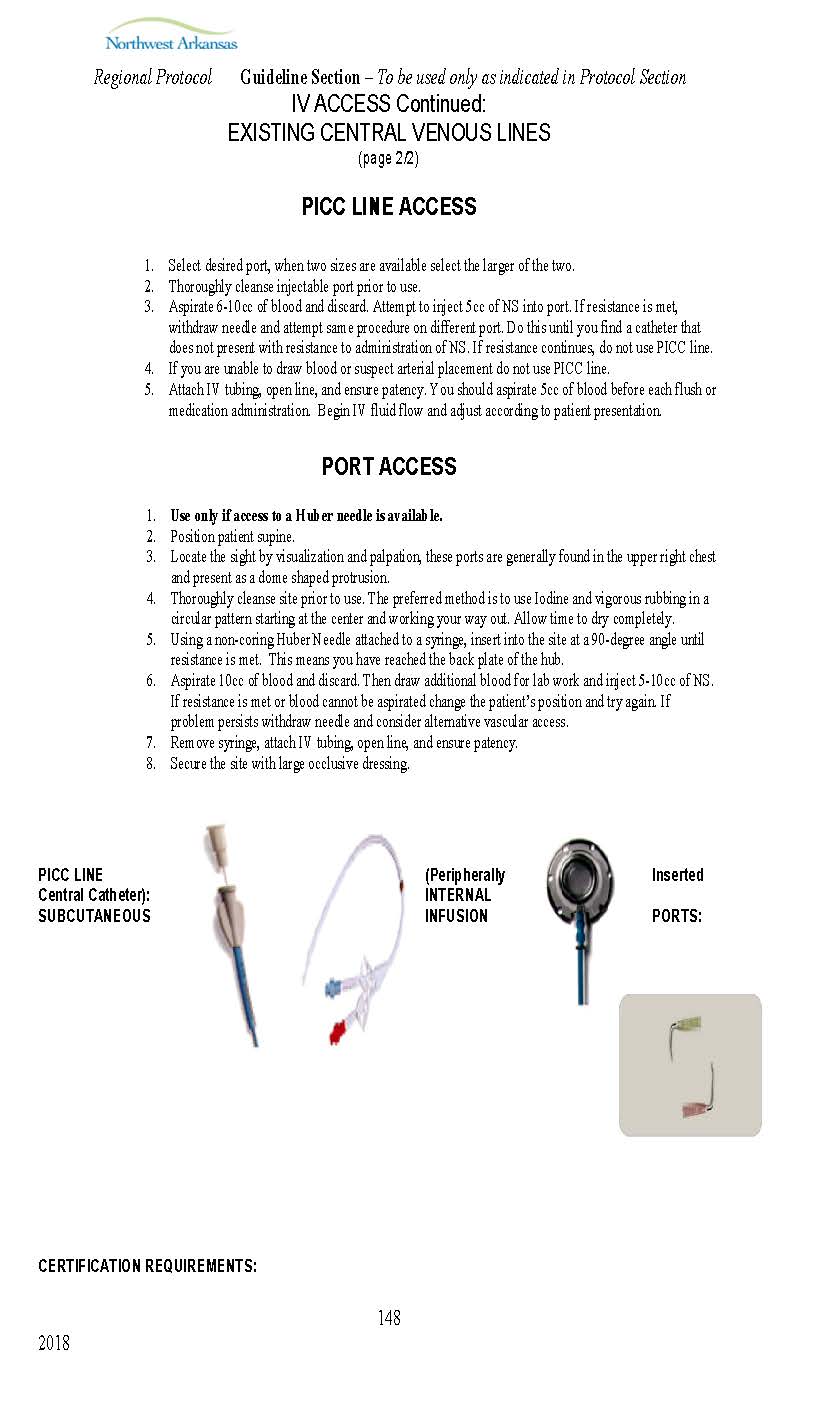 Northwest Arkansas
Regional Protocol Guideline Section – To be used only as indicated in Protocol Section
IV ACCESS Continued:
EXISTING CENTRAL VENOUS LINES
(page 2/2)
PICC LINE ACCESS
1. Select desired port, when two sizes are available select the larger of the two.
2. Thoroughly cleanse injectable port prior to use.
3. Aspirate 6-10cc of blood and discard. Attempt to inject 5cc of NS into port. If resistance is met,
withdraw needle and attempt same procedure on different port. Do this until you find a catheter that
does not present with resistance to administration of NS. If resistance continues, do not use PICC line.
4. If you are unable to draw blood or suspect arterial placement do not use PICC line.
5. Attach IV tubing, open line, and ensure patency. You should aspirate 5cc of blood before each flush or
medication administration. Begin IV fluid flow and adjust according to patient presentation.
PORT ACCESS
1. Use only if access to a Huber needle is available.
2. Position patient supine.
3. Locate the sight by visualization and palpation, these ports are generally found in the upper right chest
and present as a dome shaped protrusion.
4. Thoroughly cleanse site prior to use. The preferred method is to use Iodine and vigorous rubbing in a
circular pattern starting at the center and working your way out. Allow time to dry completely.
5. Using a non-coring Huber Needle attached to a syringe, insert into the site at a 90-degree angle until
resistance is met. This means you have reached the back plate of the hub.
6. Aspirate 10cc of blood and discard. Then draw additional blood for lab work and inject 5-10cc of NS.
If resistance is met or blood cannot be aspirated change the patient's position and try again. If
problem persists withdraw needle and consider alternative vascular access.
7. Remove syringe, attach IV tubing, open line, and ensure patency.
8. Secure the site with large occlusive dressing.
PICC LINE (Peripherally Inserted
Central Catheter): INTERNAL
SUBCUTANEOUS INFUSION PORTS:
CERTIFICATION REQUIREMENTS:
148
2018